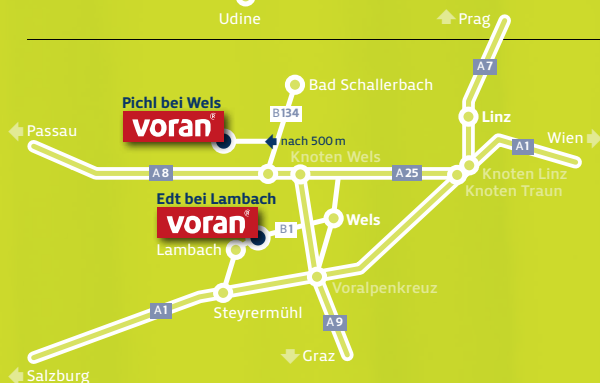 Udine
Prag
A7
Bad Schallerbach
Pichl bei Wels
B134
voran®
Linz
Passau
nach 500 m
Wien
A1
Knoten Wels
A8
A25
Knoten Linz
Knoten Traun
Edt bei Lambach
voran®
Wels
B1
Lambach
Voralpenkreuz
A1
Steyrermühl
A9
Graz
Salzburg